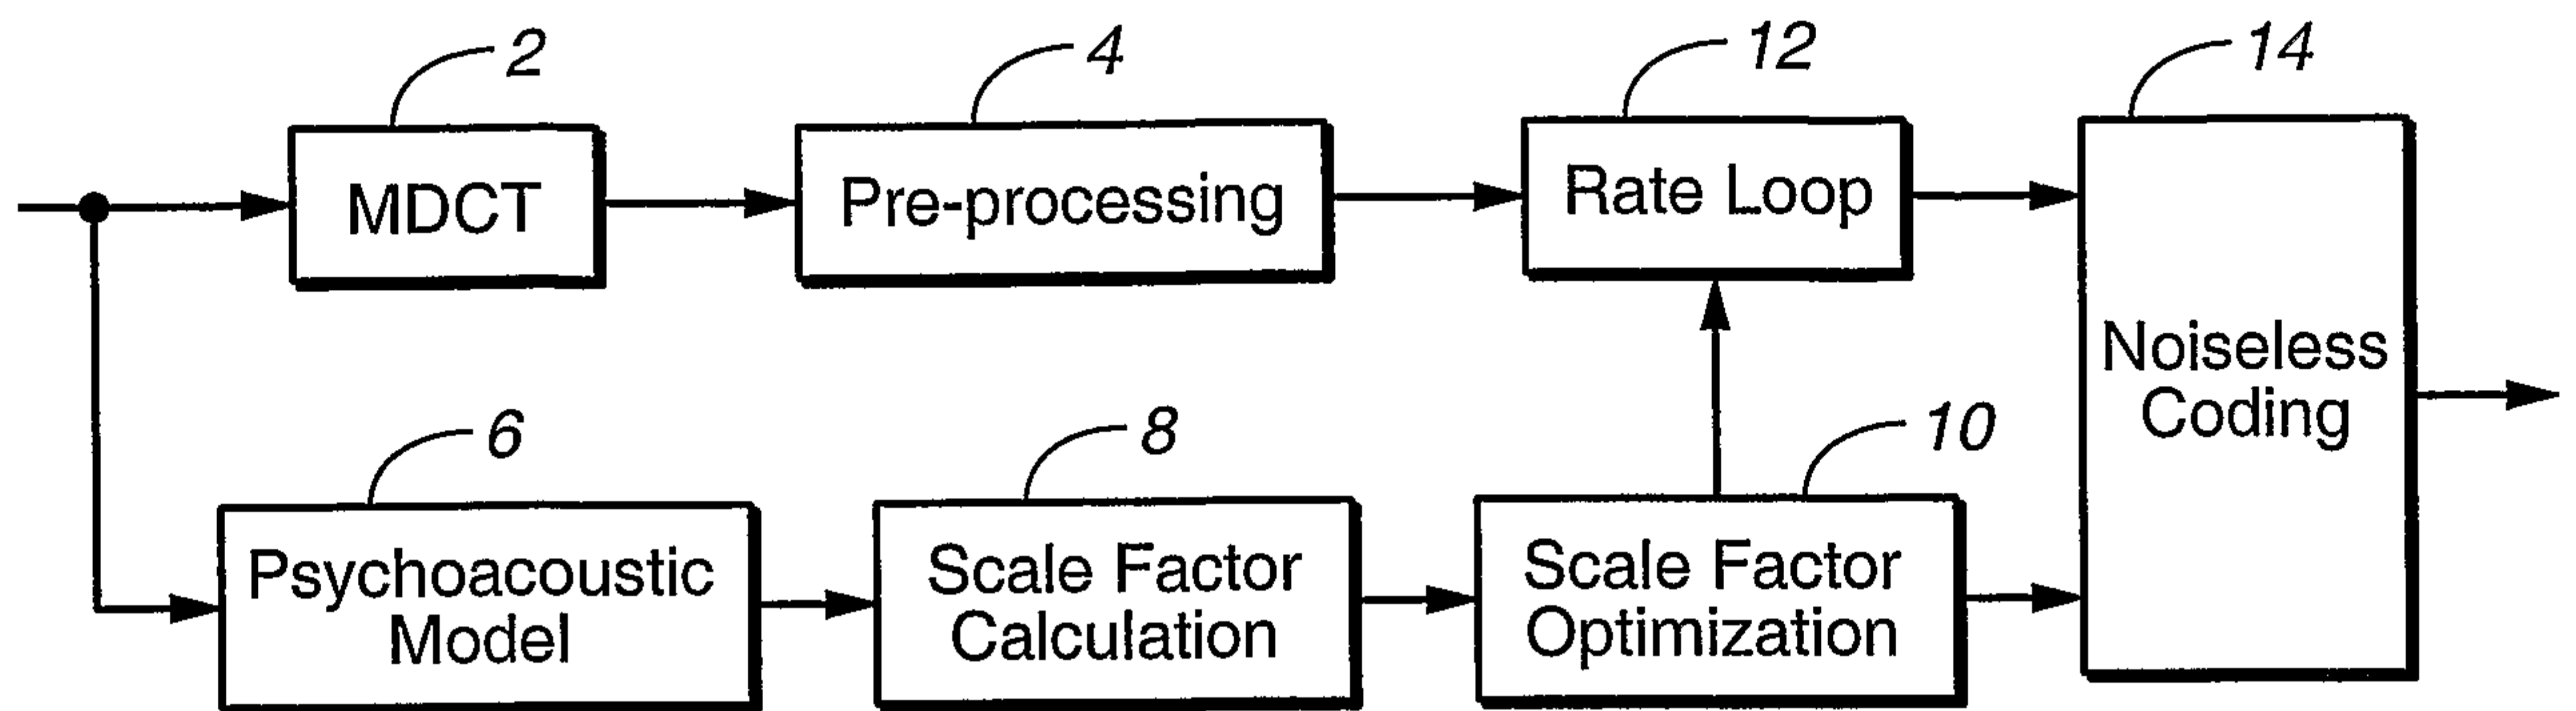 2
4
12
14
MDCT
Pre-processing
Rate Loop
Noiseless
Coding
6
8
10
Psychoacoustic
Model
Scale Factor
Calculation
Scale Factor
Optimization